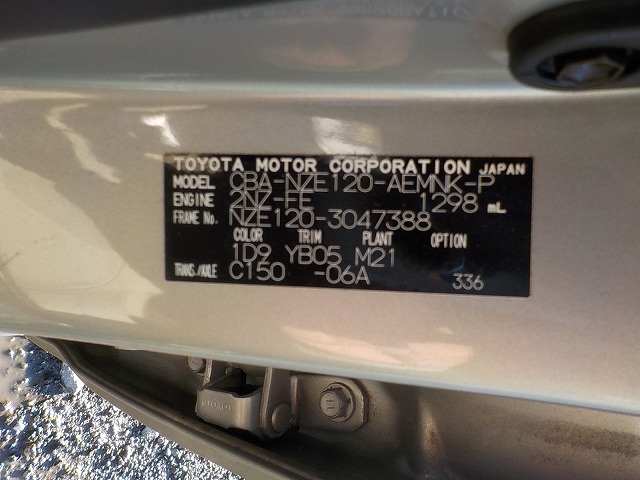 TOYOTA MOTOR CORPORATION JAPAN
MODEL CBA-NZE120-AEMNK-P
ENGINE 2NZ-FE 1298 mL
FRAME No. NZE120-3047388
COLOR TRIM PLANT OPTION
1D9 YB05 M21
TRANS./AXLE C150 -06A 336